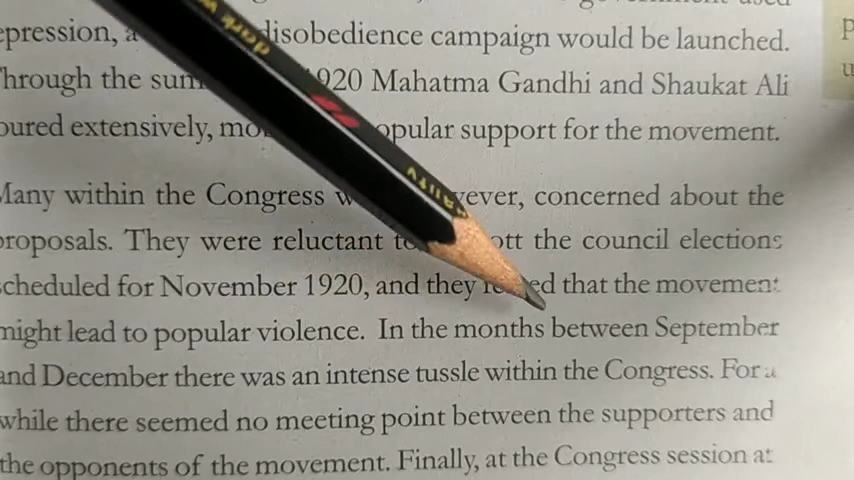 epression, a disobedience campaign would be launched.
hrough the sum 920 Mahatma Gandhi and Shaukat Ali
oured extensively, mo opular support for the movement.
Many within the Congress w ever, concerned about the
proposals. They were reluctant to ott the council elections
scheduled for November 1920, and they ed that the movement
might lead to popular violence. In the months between September
and December there was an intense tussle within the Congress. For a
while there seemed no meeting point between the supporters and
the opponents of the movement. Finally, at the Congress session at
dark